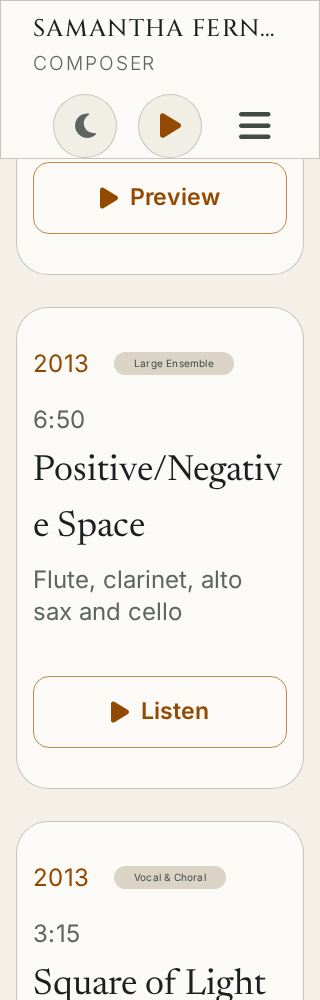 SAMANTHA FERN...
COMPOSER
Preview
2013
Large Ensemble
6:50
Positive/Negativ
e Space
Flute, clarinet, alto
sax and cello
Listen
2013
Vocal & Choral
3:15
Square of Light